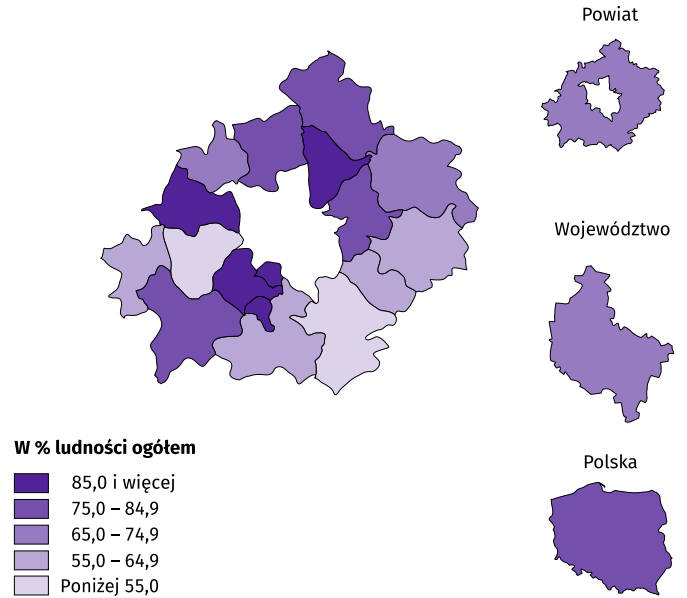 Powiat
Województwo
Polska
W % ludności ogółem
85,0 i więcej
75,0 – 84,9
65,0 – 74,9
55,0 – 64,9
Poniżej 55,0